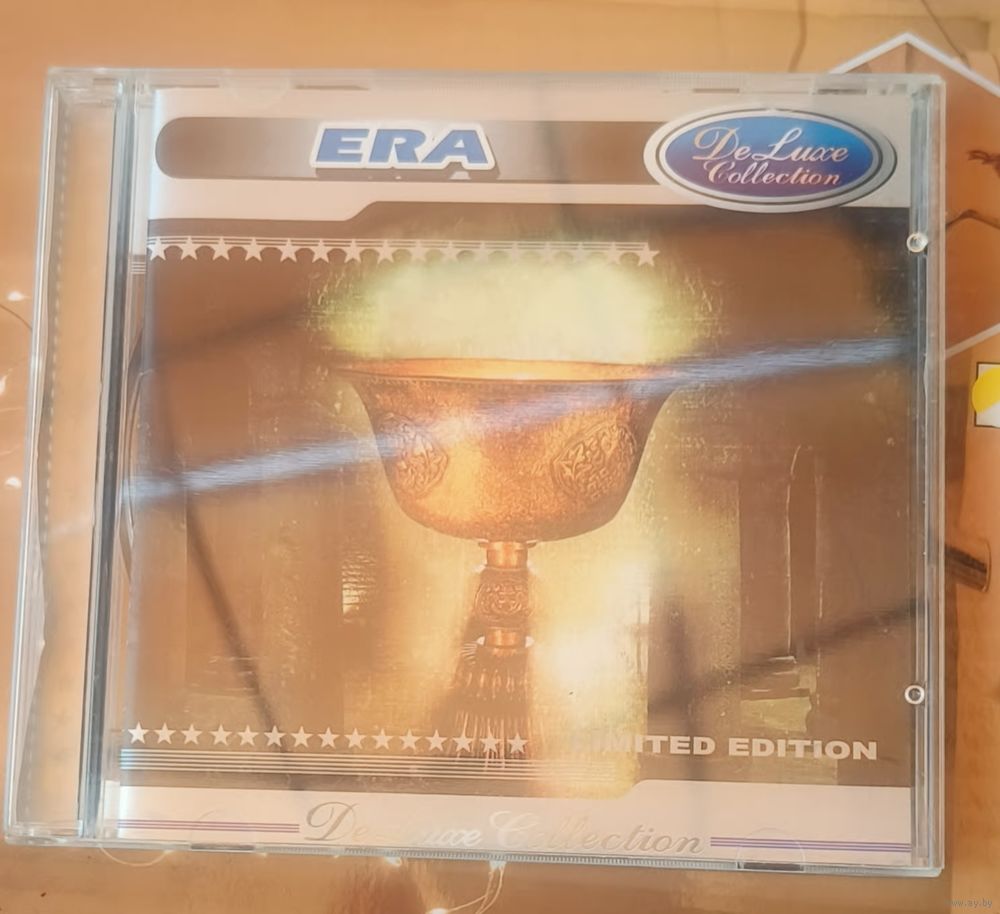 ERA
De Luxe
Collection
LIMITED EDITION
De Luxe Collection